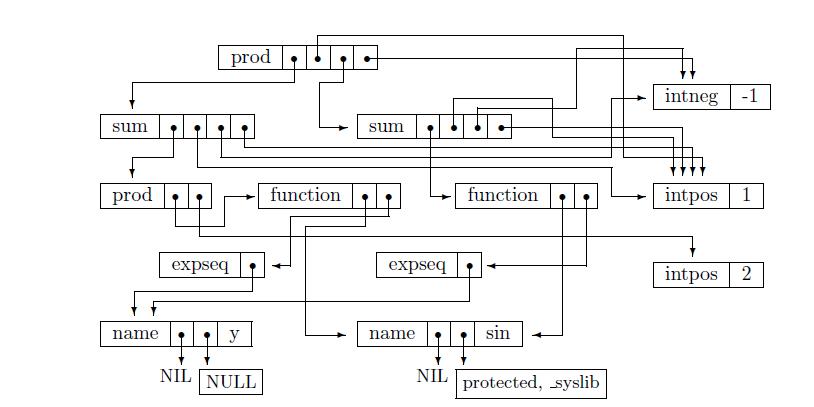 prod
intneg -1
sum
sum
prod
function
function
intpos 1
expseq
expseq
intpos 2
name y
name sin
NIL
NULL
NIL
protected, _syslib